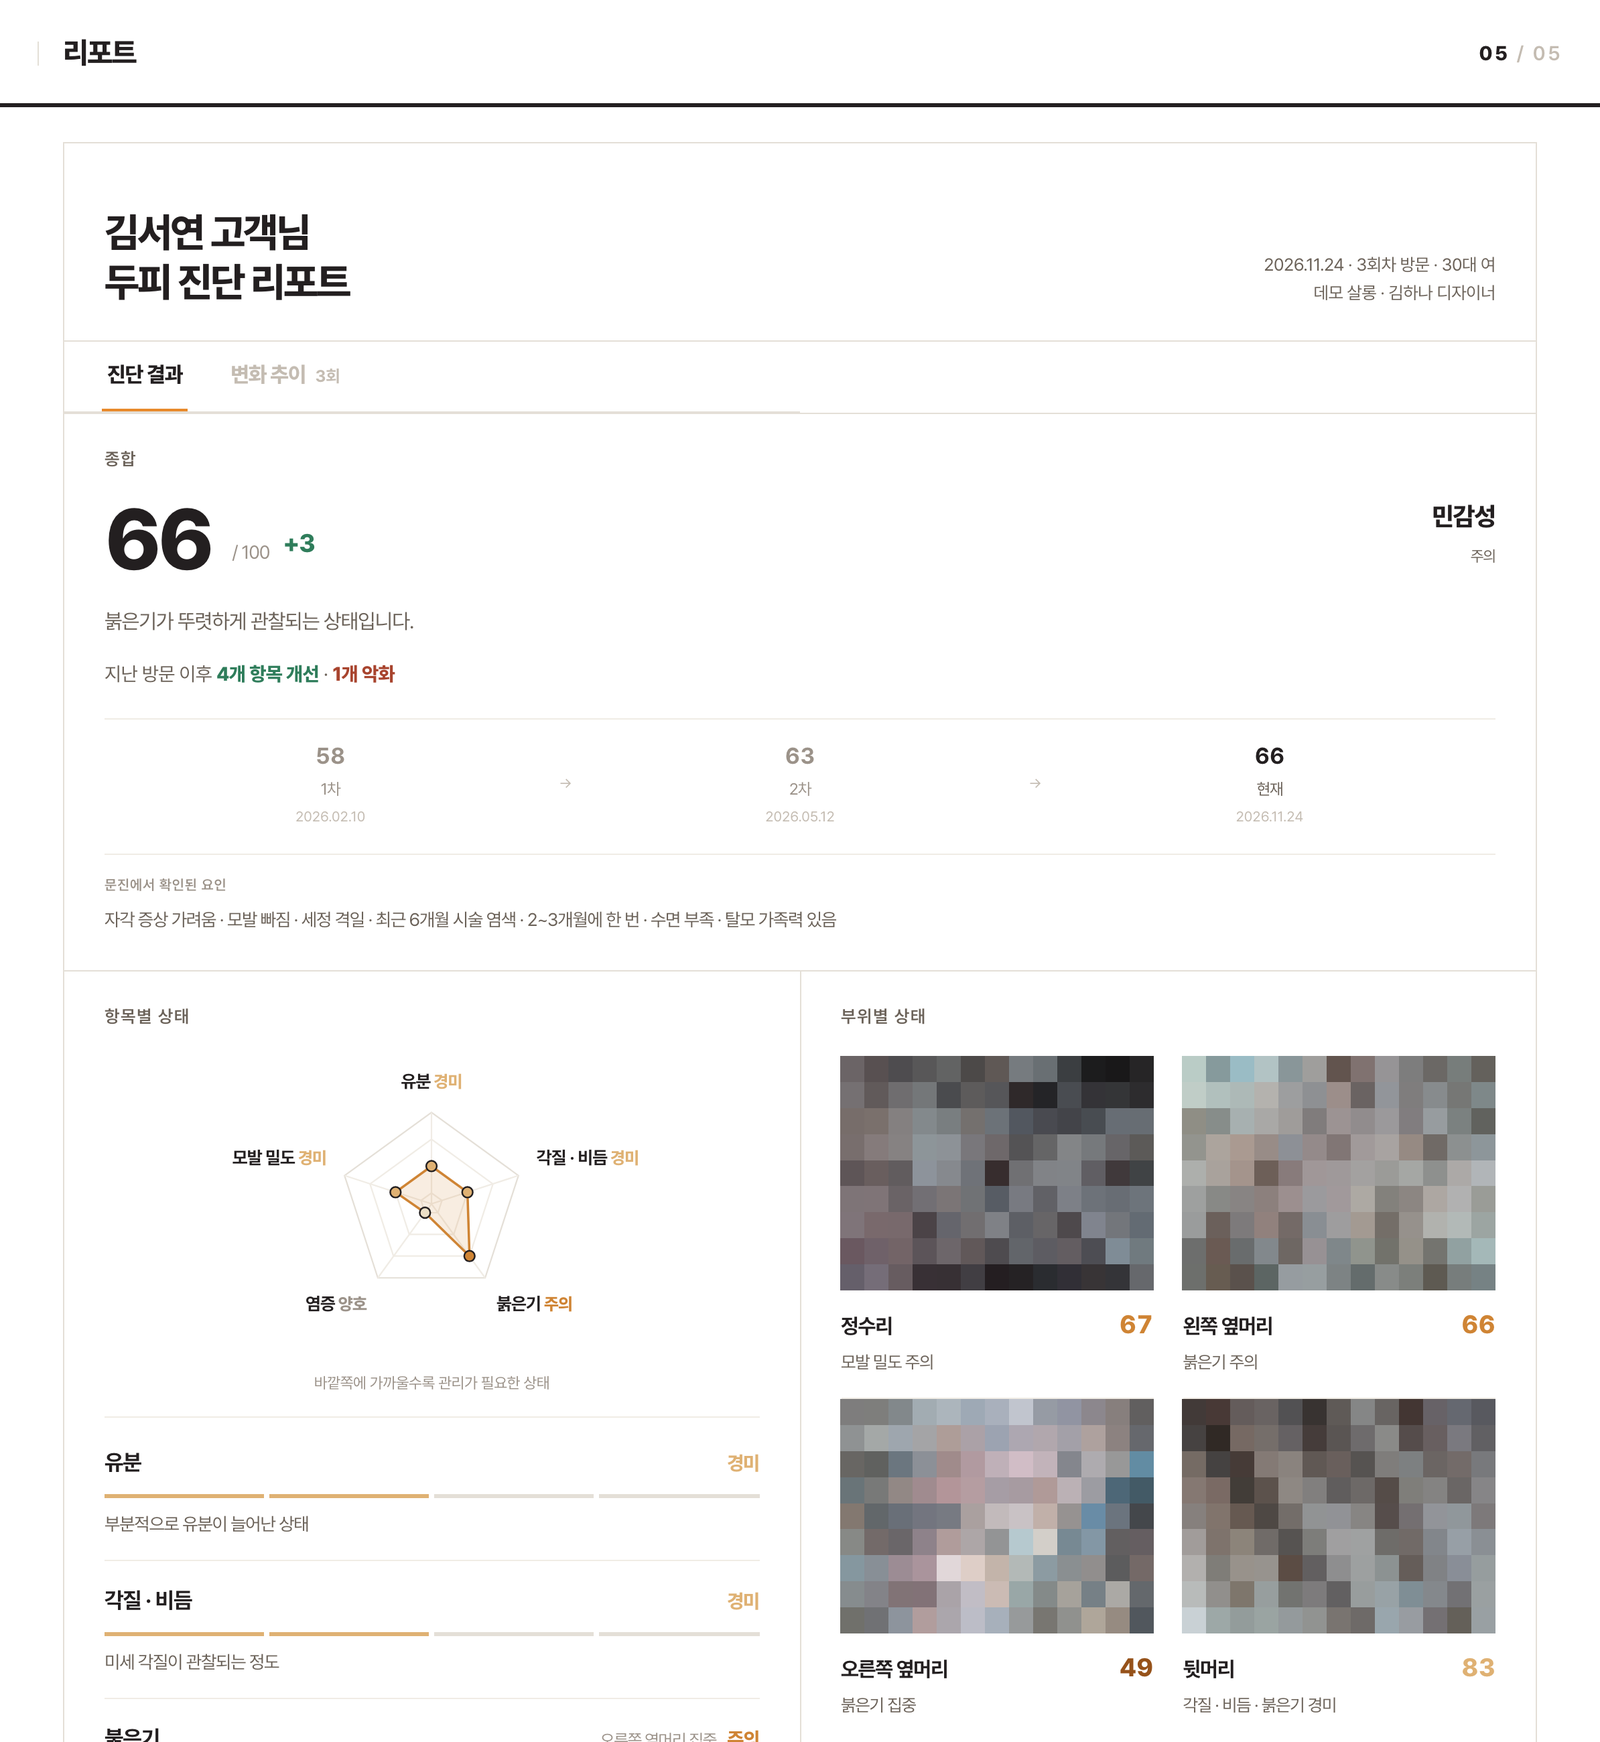 리포트
05 / 05
김서연 고객님
두피 진단 리포트
2026.11.24 · 3회차 방문 · 30대 여
데모 살롱 · 김하나 디자이너
진단 결과
변화 추이 3회
종합
66 / 100 +3
민감성
주의
붉은기가 뚜렷하게 관찰되는 상태입니다.
지난 방문 이후 4개 항목 개선 · 1개 악화
58 → 63 → 66
1차 2차 현재
2026.02.10 2026.05.12 2026.11.24
문진에서 확인된 요인
자각 증상 가려움 · 모발 빠짐 · 세정 격일 · 최근 6개월 시술 염색 · 2~3개월에 한 번 · 수면 부족 · 탈모 가족력 있음
항목별 상태
유분 경미
모발 밀도 경미
각질 · 비듬 경미
염증 양호
붉은기 주의
바깥쪽에 가까울수록 관리가 필요한 상태
유분 경미
부분적으로 유분이 늘어난 상태
각질 · 비듬 경미
미세 각질이 관찰되는 정도
붉은기 오른쪽 옆머리 집중 주의
부위별 상태
정수리 67
모발 밀도 주의
왼쪽 옆머리 66
붉은기 주의
오른쪽 옆머리 49
붉은기 집중
뒷머리 83
각질 · 비듬 · 붉은기 경미